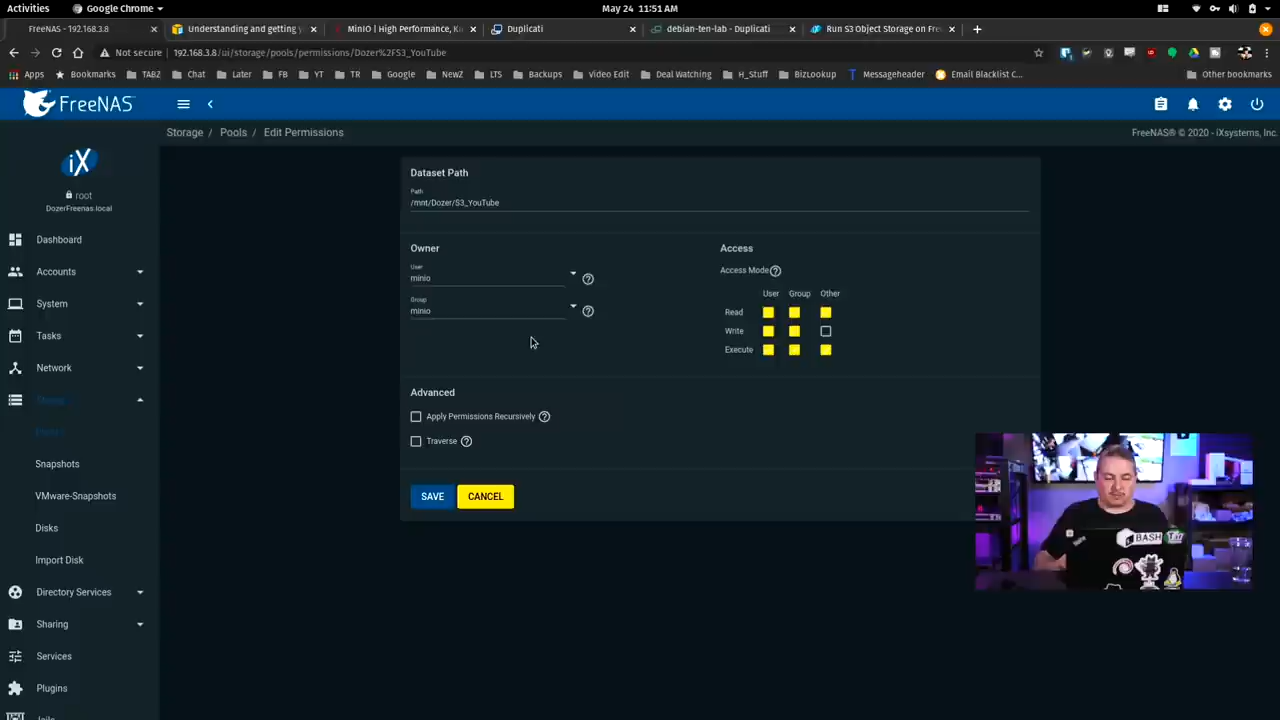 Activities
Google Chrome
May 24 11:51 AM
FreeNAS - 192.168.3.8
Understanding and getting y
MinIO | High Performance, K
Duplicati
debian-ten-lab - Duplicati
Run S3 Object Storage on Fre
Not secure
192.168.3.8/ui/storage/pools/permissions/Dozer%2FS3_YouTube
Apps
Bookmarks
TABZ
Chat
Later
FB
YT
TR
Google
NewZ
LTS
Backups
Video Edit
Deal Watching
H_Stuff
BizLookup
Messageheader
Email Blacklist C...
Other bookmarks
FreeNAS
Storage / Pools / Edit Permissions
FreeNAS® © 2020 - iXsystems, Inc.
iX
root
DozerFreenas.local
Dashboard
Accounts
System
Tasks
Network
Storage
Pools
Snapshots
VMware-Snapshots
Disks
Import Disk
Directory Services
Sharing
Services
Plugins
Jails
Dataset Path
Path
/mnt/Dozer/S3_YouTube
Owner
User
minio
Group
minio
Access
Access Mode
User Group Other
Read
Write
Execute
Advanced
Apply Permissions Recursively
Traverse
SAVE
CANCEL
BASH